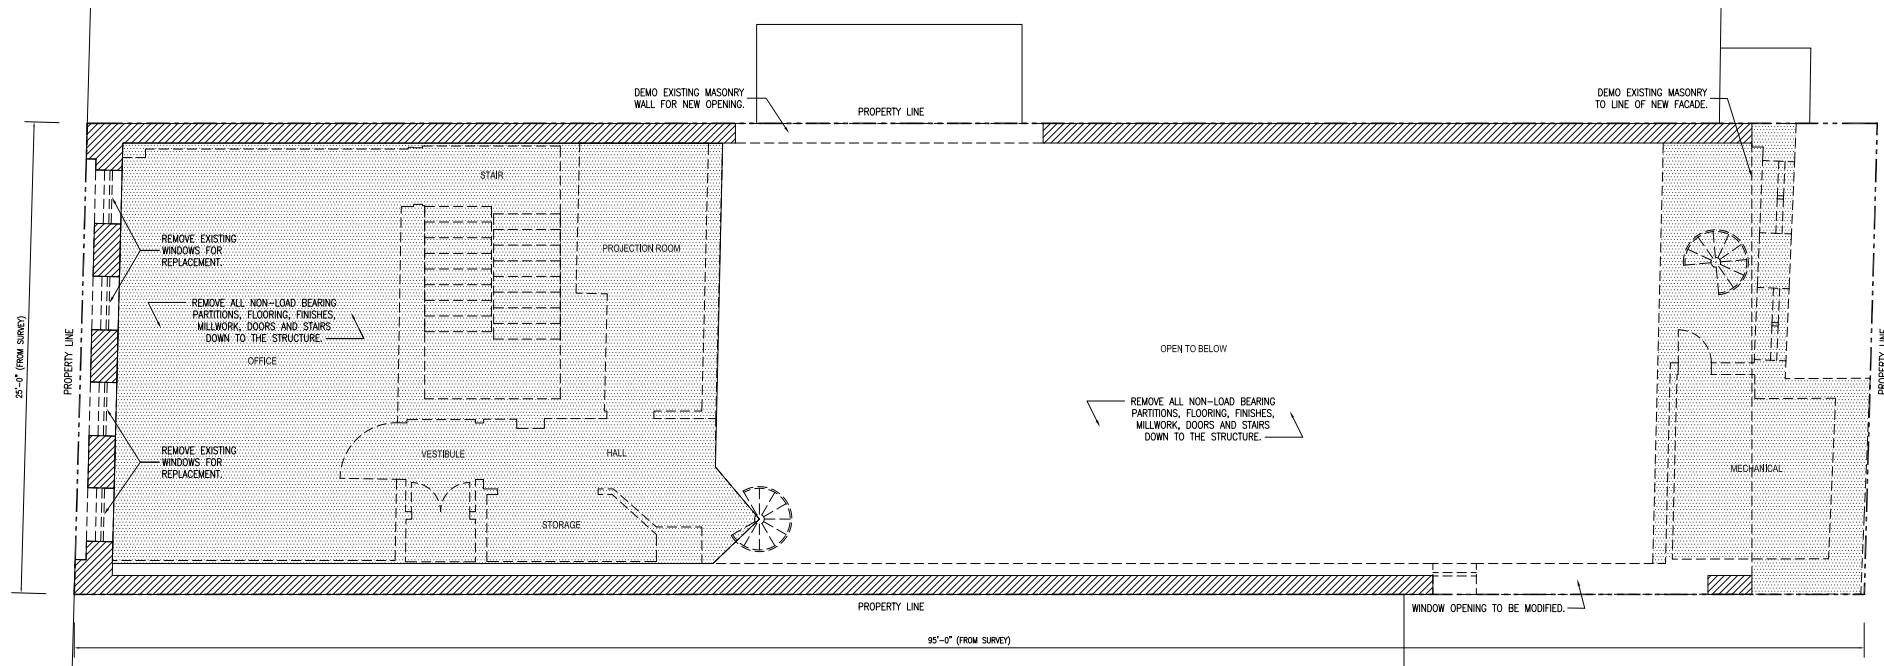 DEMO EXISTING MASONRY
WALL FOR NEW OPENING.
PROPERTY LINE
DEMO EXISTING MASONRY
TO LINE OF NEW FACADE.
STAIR
REMOVE EXISTING
WINDOWS FOR
REPLACEMENT.
PROJECTION ROOM
REMOVE ALL NON-LOAD BEARING
PARTITIONS, FLOORING, FINISHES,
MILLWORK, DOORS AND STAIRS
DOWN TO THE STRUCTURE.
OFFICE
25'-0" (FROM SURVEY)
PROPERTY LINE
OPEN TO BELOW
REMOVE ALL NON-LOAD BEARING
PARTITIONS, FLOORING, FINISHES,
MILLWORK, DOORS AND STAIRS
DOWN TO THE STRUCTURE.
PROPERTY LINE
REMOVE EXISTING
WINDOWS FOR
REPLACEMENT.
VESTIBULE
HALL
MECHANICAL
STORAGE
PROPERTY LINE
WINDOW OPENING TO BE MODIFIED.
95'-0" (FROM SURVEY)